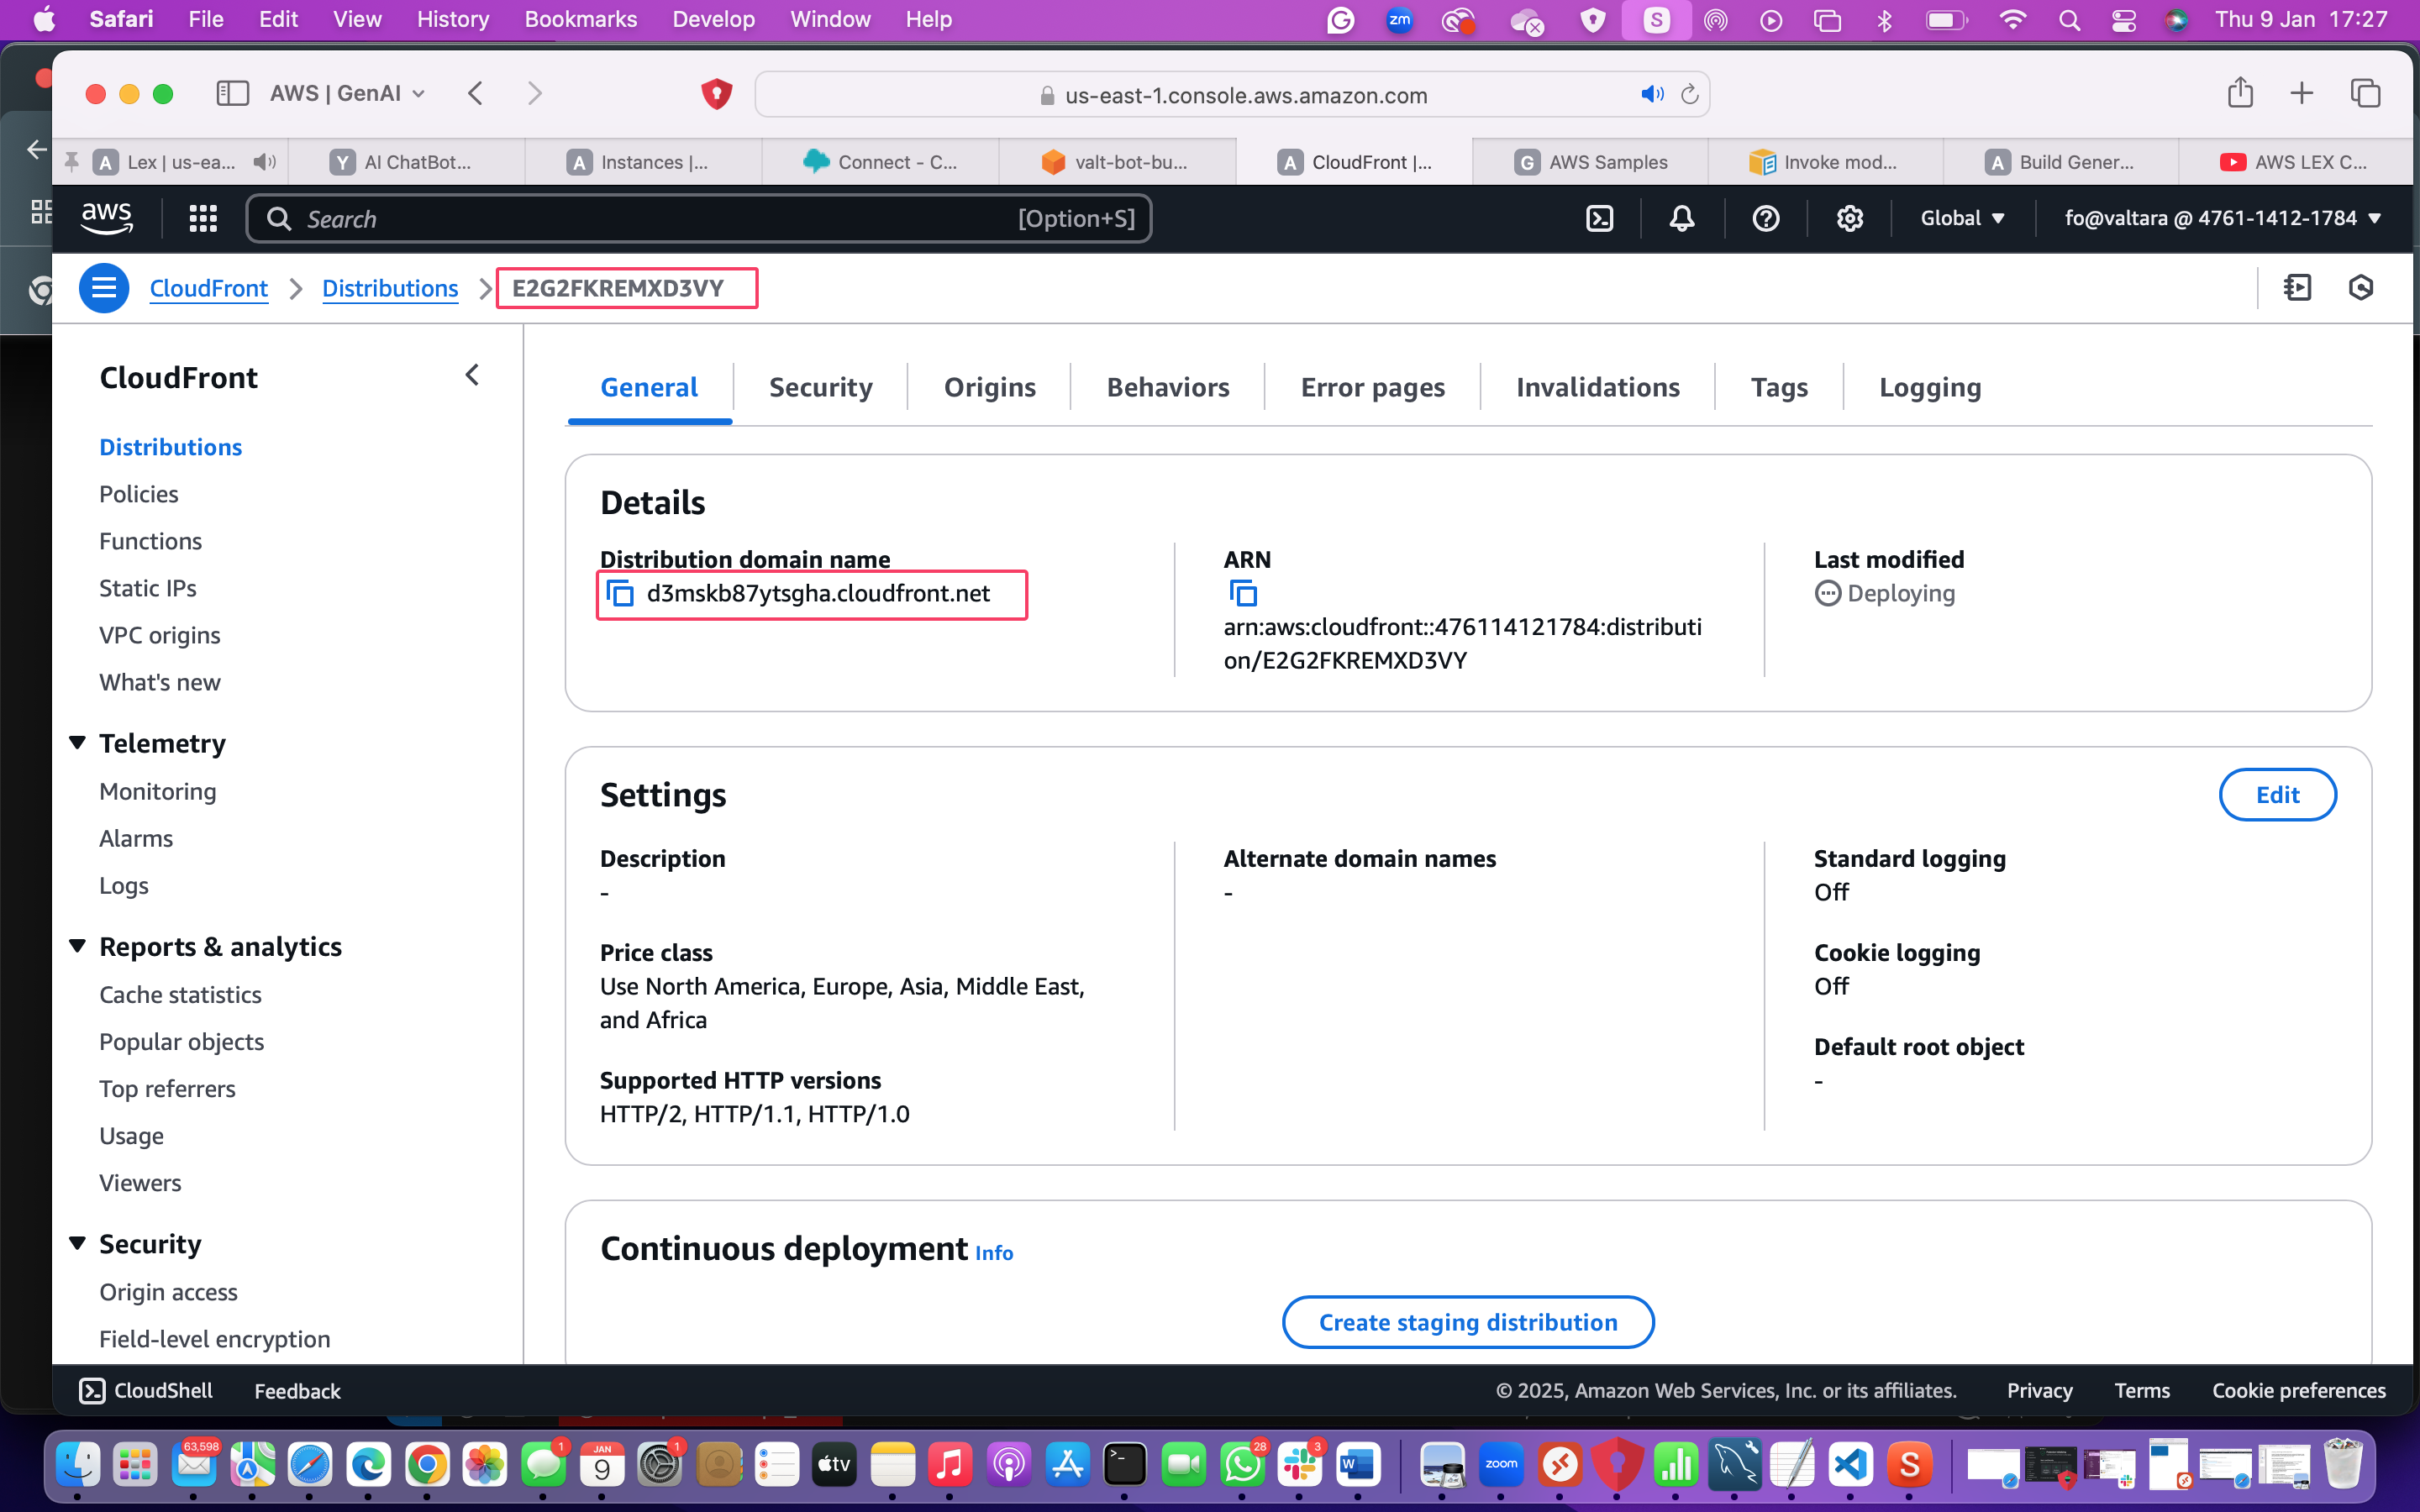 Safari File Edit View History Bookmarks Develop Window Help zm S Thu 9 Jan 17:27
AWS | GenAI us-east-1.console.aws.amazon.com
A Lex | us-ea... Y AI ChatBot... A Instances |... Connect - C... valt-bot-bu... A CloudFront |... G AWS Samples Invoke mod... A Build Gener... AWS LEX C...
aws Search [Option+S] Global fo@valtara @ 4761-1412-1784
CloudFront Distributions E2G2FKREMXD3VY
CloudFront
Distributions
Policies
Functions
Static IPs
VPC origins
What's new
Telemetry
Monitoring
Alarms
Logs
Reports & analytics
Cache statistics
Popular objects
Top referrers
Usage
Viewers
Security
Origin access
Field-level encryption
General Security Origins Behaviors Error pages Invalidations Tags Logging
Details
Distribution domain name
d3mskb87ytsgha.cloudfront.net
ARN
arn:aws:cloudfront::476114121784:distributi
on/E2G2FKREMXD3VY
Last modified
Deploying
Settings
Edit
Description
-
Price class
Use North America, Europe, Asia, Middle East,
and Africa
Supported HTTP versions
HTTP/2, HTTP/1.1, HTTP/1.0
Alternate domain names
-
Standard logging
Off
Cookie logging
Off
Default root object
-
Continuous deployment Info
Create staging distribution
CloudShell Feedback © 2025, Amazon Web Services, Inc. or its affiliates. Privacy Terms Cookie preferences
63,598 1 JAN 9 1 tv 28 3 W zoom S